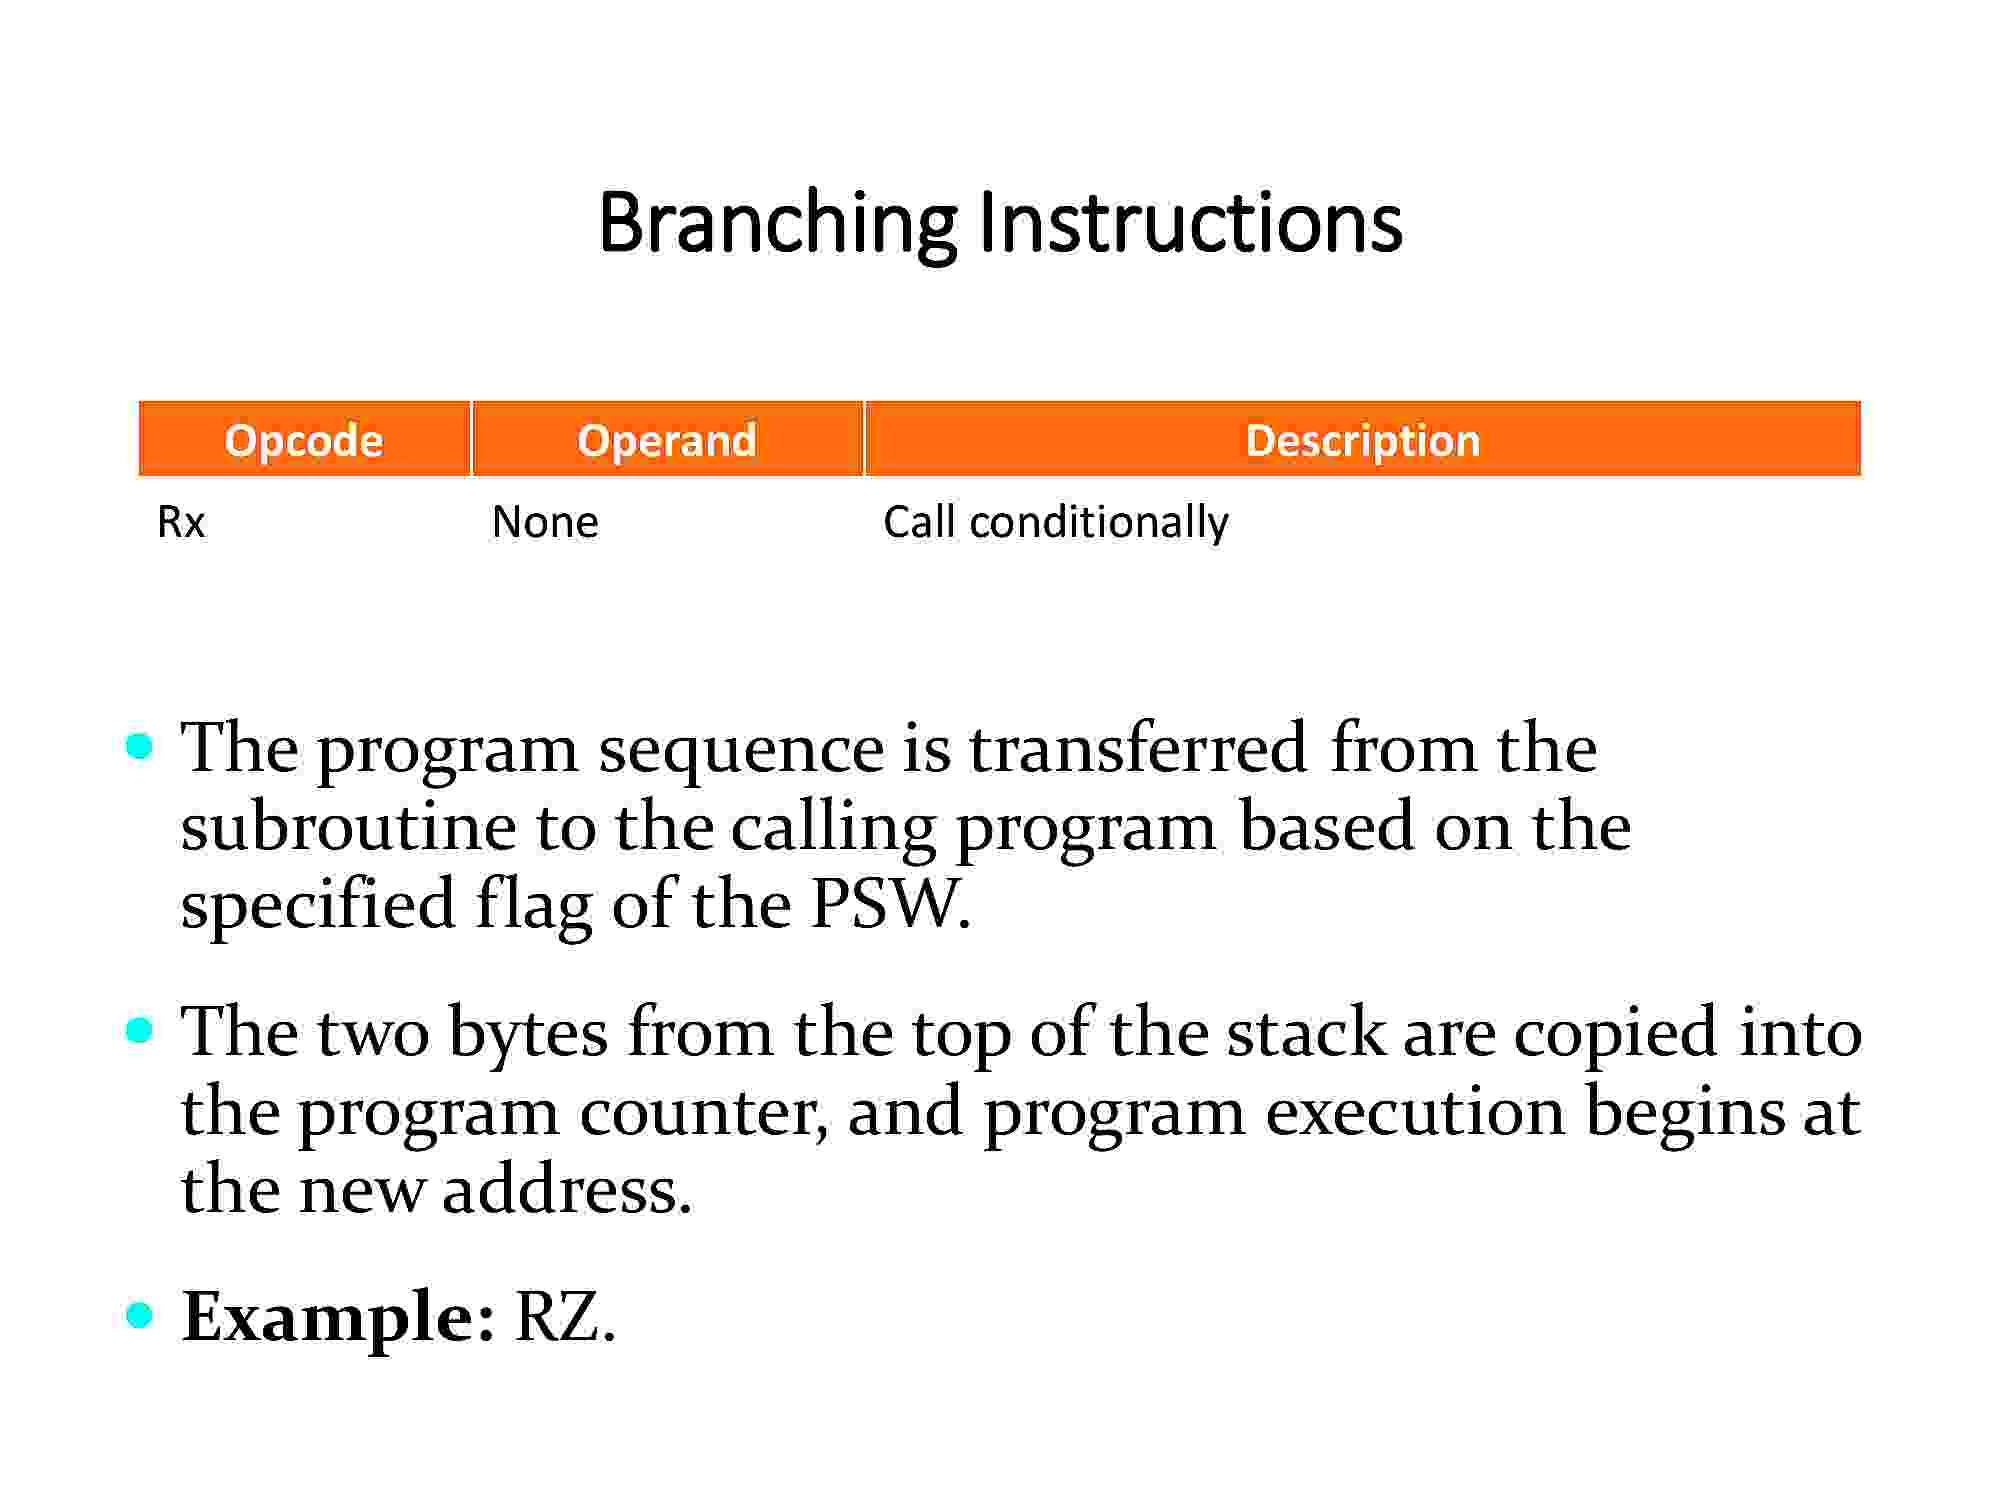 Branching Instructions
Opcode Operand Description
Rx None Call conditionally
• The program sequence is transferred from the
subroutine to the calling program based on the
specified flag of the PSW.
• The two bytes from the top of the stack are copied into
the program counter, and program execution begins at
the new address.
• Example: RZ.